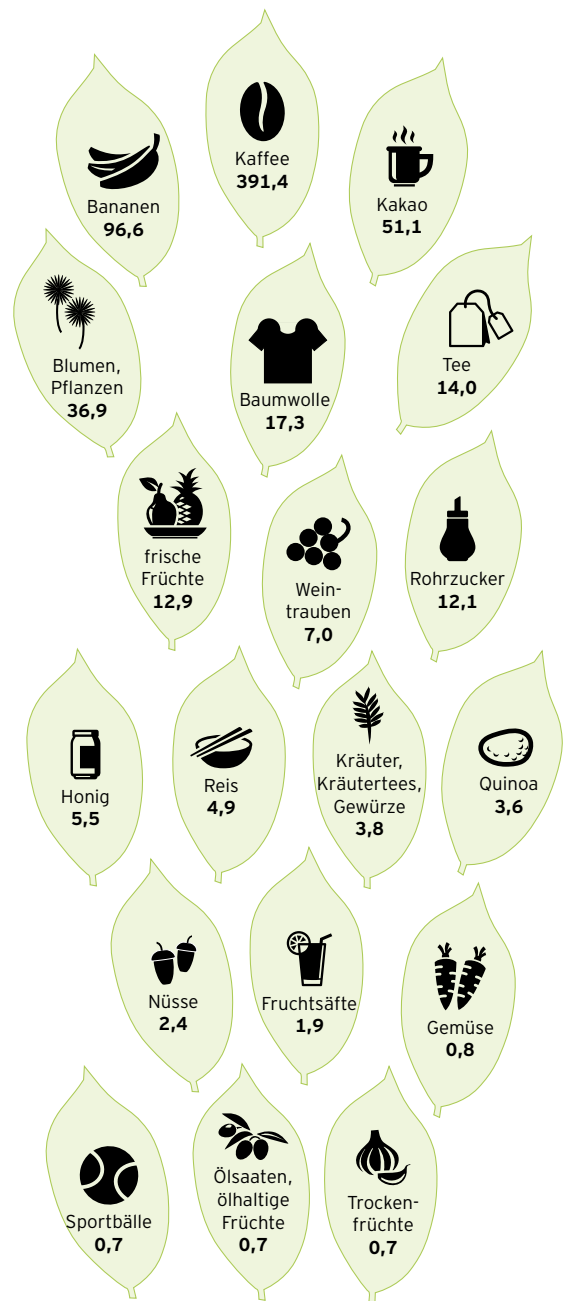 Kaffee
391,4
Bananen
96,6
Kakao
51,1
Blumen,
Pflanzen
36,9
Baumwolle
17,3
Tee
14,0
frische
Früchte
12,9
Wein-
trauben
7,0
Rohrzucker
12,1
Honig
5,5
Reis
4,9
Kräuter,
Kräutertees,
Gewürze
3,8
Quinoa
3,6
Nüsse
2,4
Fruchtsäfte
1,9
Gemüse
0,8
Sportbälle
0,7
Ölsaaten,
ölhaltige
Früchte
0,7
Trocken-
früchte
0,7